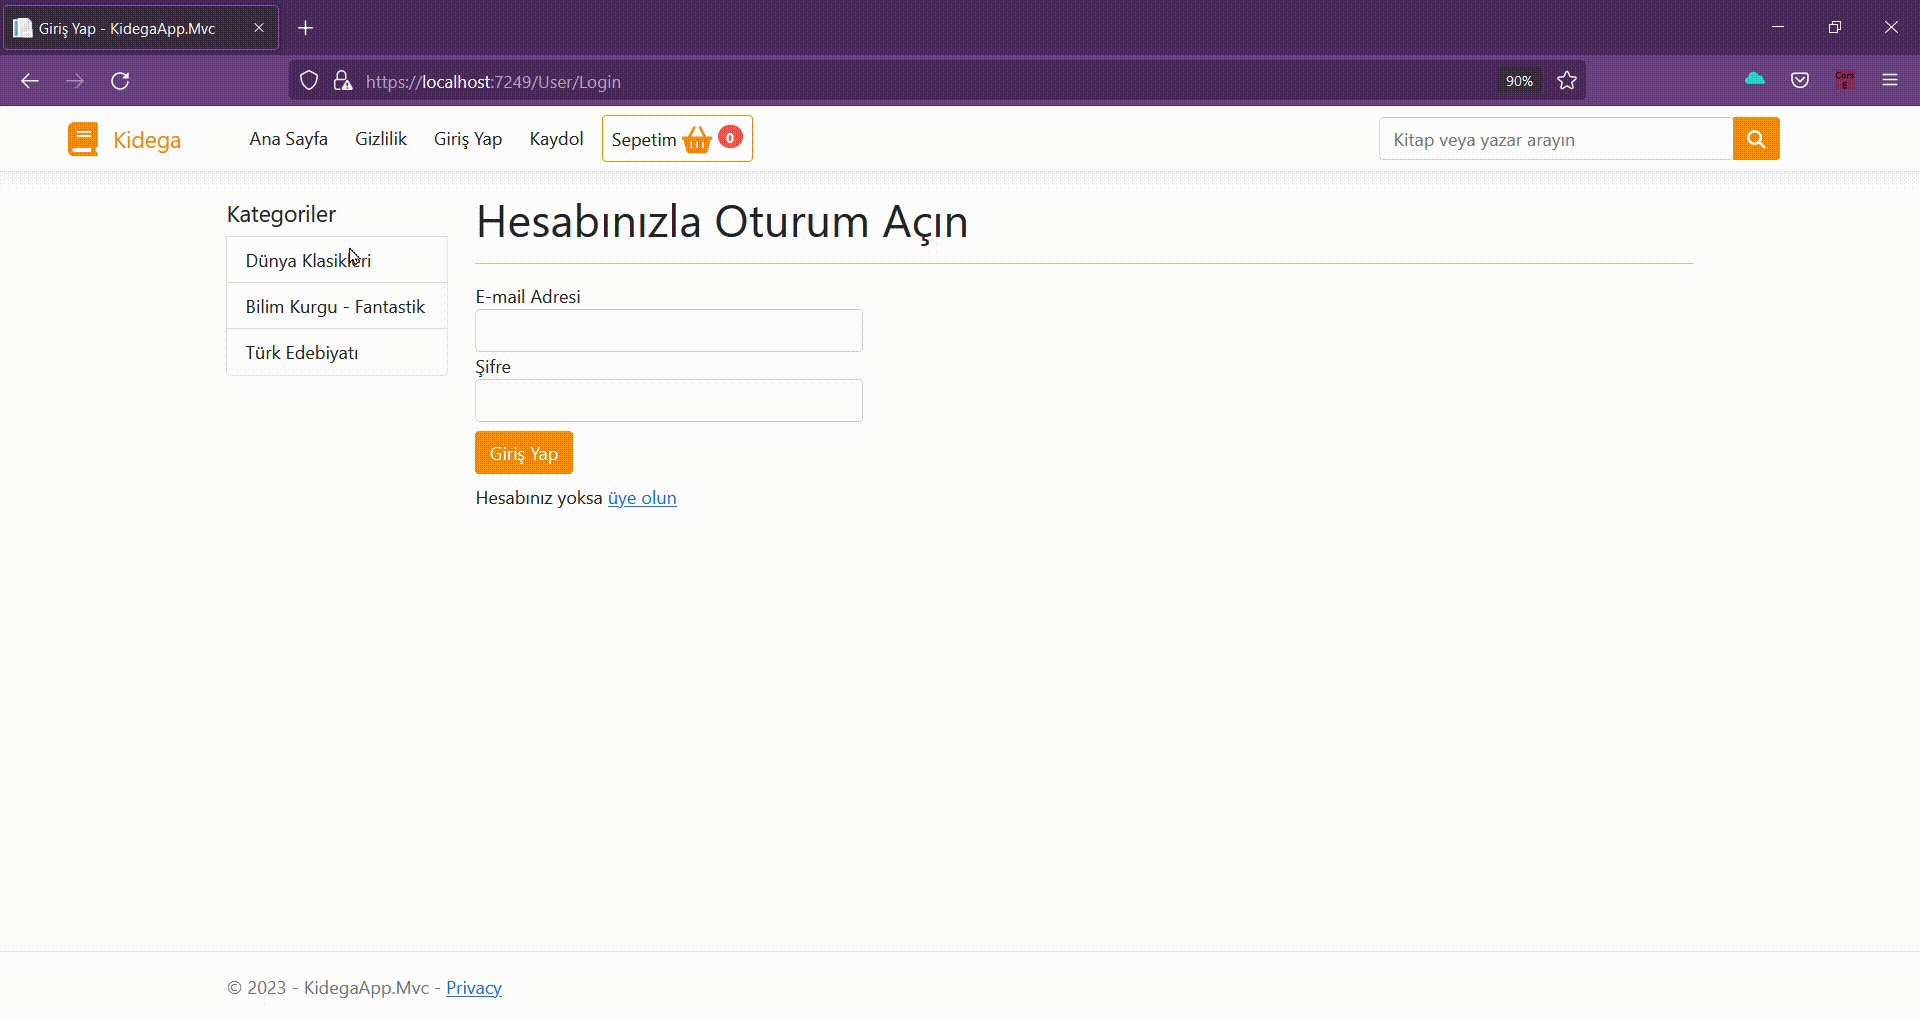 Giriş Yap - KidegaApp.Mvc
https://localhost:7249/User/Login
90%
Cors
6
Kidega
Ana Sayfa
Gizlilik
Giriş Yap
Kaydol
Sepetim
0
Kitap veya yazar arayın
Kategoriler
Dünya Klasikleri
Bilim Kurgu - Fantastik
Türk Edebiyatı
Hesabınızla Oturum Açın
E-mail Adresi
Şifre
Giriş Yap
Hesabınız yoksa üye olun
© 2023 - KidegaApp.Mvc - Privacy